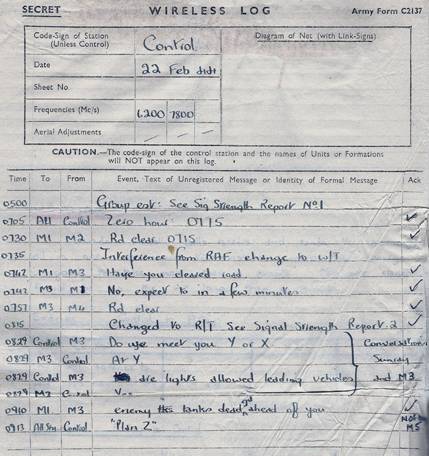 SECRET WIRELESS LOG Army Form C2137
Code-Sign of Station (Unless Control) Control
Diagram of Net (with Link-Signs)
Date 22 Feb
Sheet No.
Frequencies (Mc/s) 6200 7800
Aerial Adjustments
CAUTION.—The code-sign of the control station and the names of Units or Formations
will NOT appear on this log.
Time To From Event, Text of Unregistered Message or Identity of Formal Message Ack
0500 Group est: See Sig Strength Report No 1
0705 All Control Zero hour 0715 ✓
0730 M1 M2 Rd clear 0715 ✓
0735 Interference from RAF change to W/T
0742 M1 M3 Have you cleared road ✓
0747 M3 M1 No, expect to in a few minutes ✓
0757 M3 M4 Rd clear ✓
0815 Changed to R/T See Signal Strength Report 2 ✓
0829 Control M3 Do we meet you Y or X Conversation
0829 M3 Control At Y Sunray
0829 Control M3 are lights allowed leading vehicles and M3
0829 M3 Control
0910 M1 M3 enemy tanks dead ahead of you ✓
0913 All Stn Control "Plan Z" Not M5